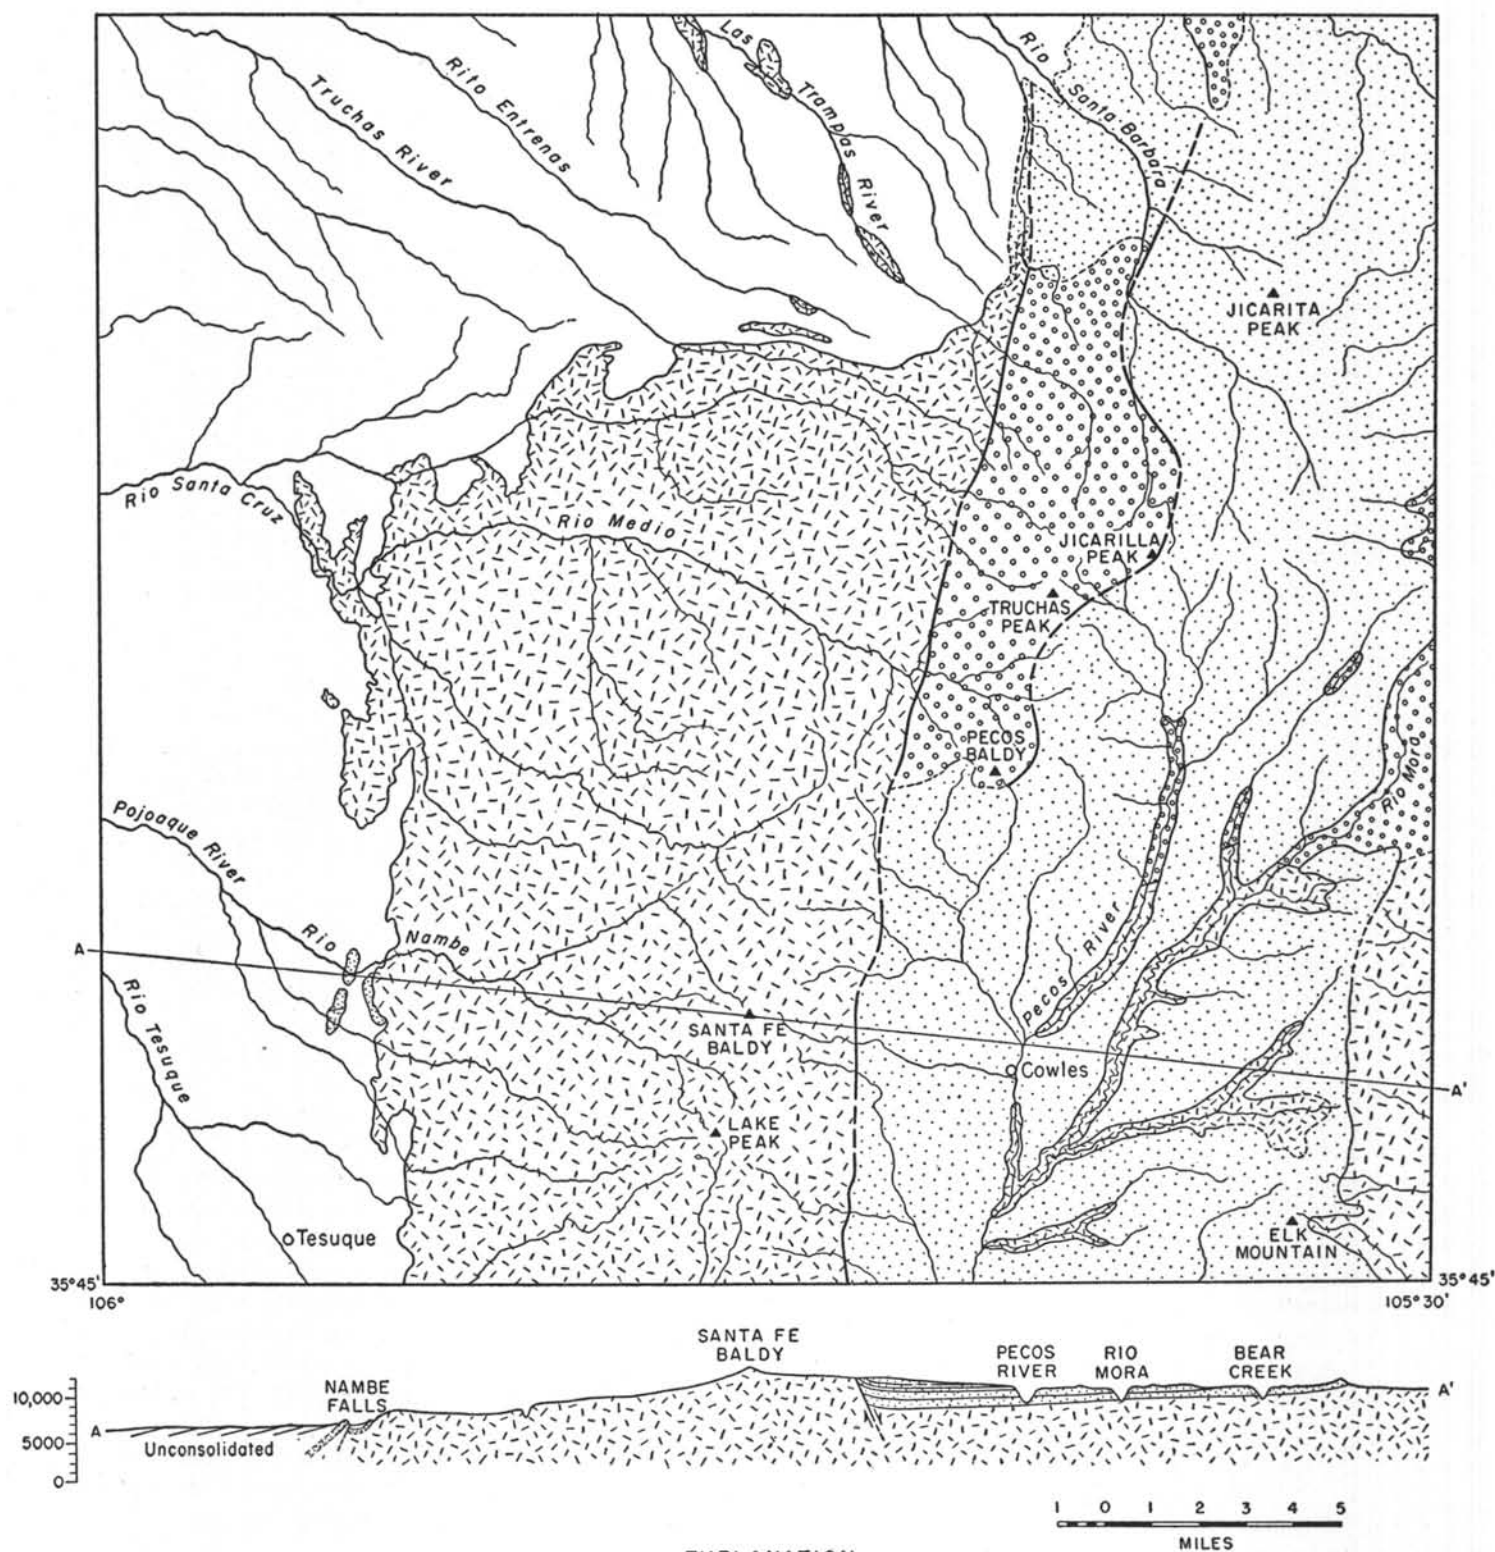 Las
Trampas
River
Rio
Santa Barbara
Rito Entrenas
Truchas River
JICARITA
PEAK
Rio Santa Cruz
Rio Medio
JICARILLA
PEAK
TRUCHAS
PEAK
PECOS
BALDY
Rio Mora
Pojoaque River
Rio Nambe
Pecos River
A
Rio Tesuque
SANTA FE
BALDY
Cowles
A'
LAKE
PEAK
Tesuque
ELK
MOUNTAIN
35°45'
35°45'
106°
105°30'
SANTA FE
BALDY
PECOS
RIVER
RIO
MORA
BEAR
CREEK
NAMBE
FALLS
10,000
A'
A
5000
Unconsolidated
0
1 0 1 2 3 4 5
MILES